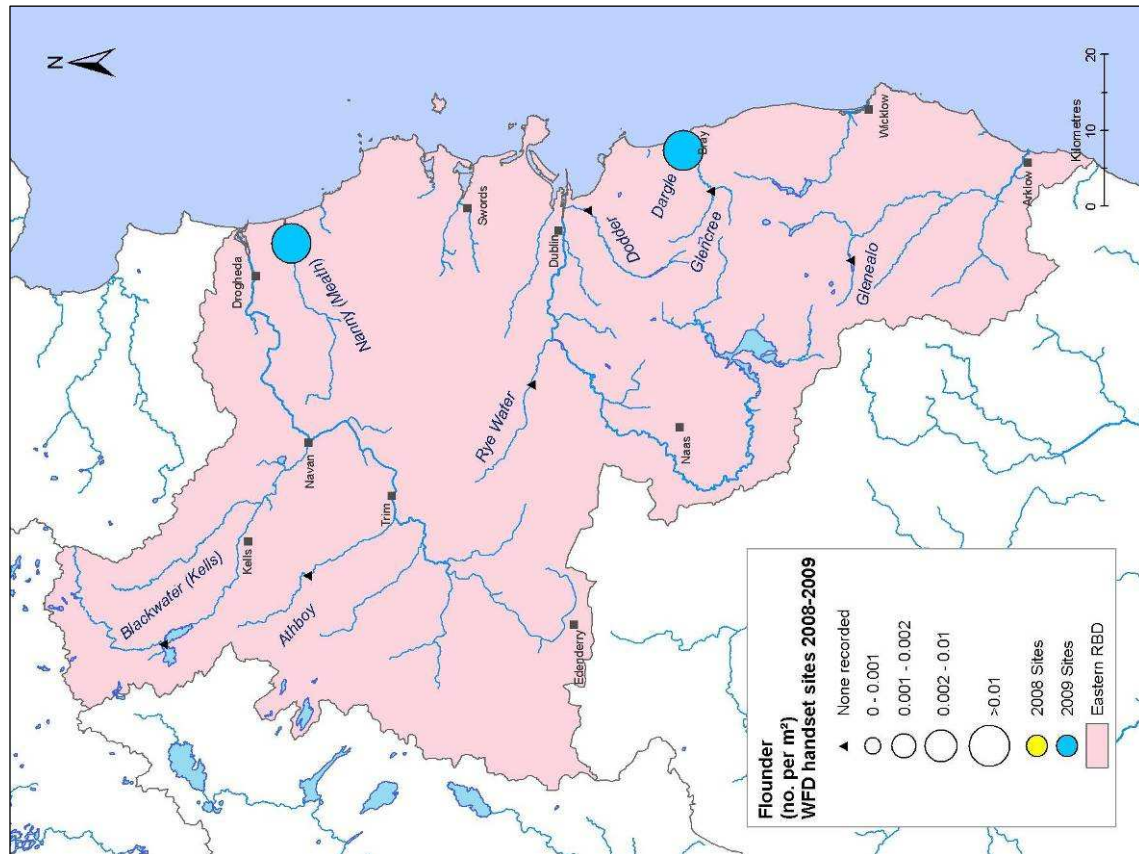 N
Drogheda
Nanny (Meath)
Blackwater (Kells)
Kells
Navan
Athboy
Trim
Swords
Rye Water
Dublin
Dodder
Edenderry
Naas
Dargle
Bray
Glencree
Glenealo
Wicklow
Arklow
Flounder
(no. per m²)
WFD handset sites 2008-2009
None recorded
0 - 0.001
0.001 - 0.002
0.002 - 0.01
>0.01
2008 Sites
2009 Sites
Eastern RBD
0 10 20
Kilometres